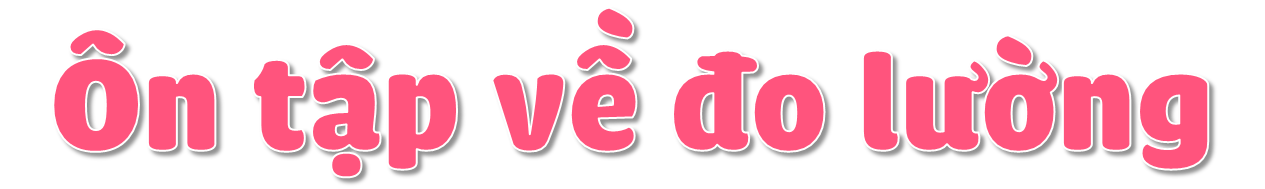 Ôn tập về đo lường